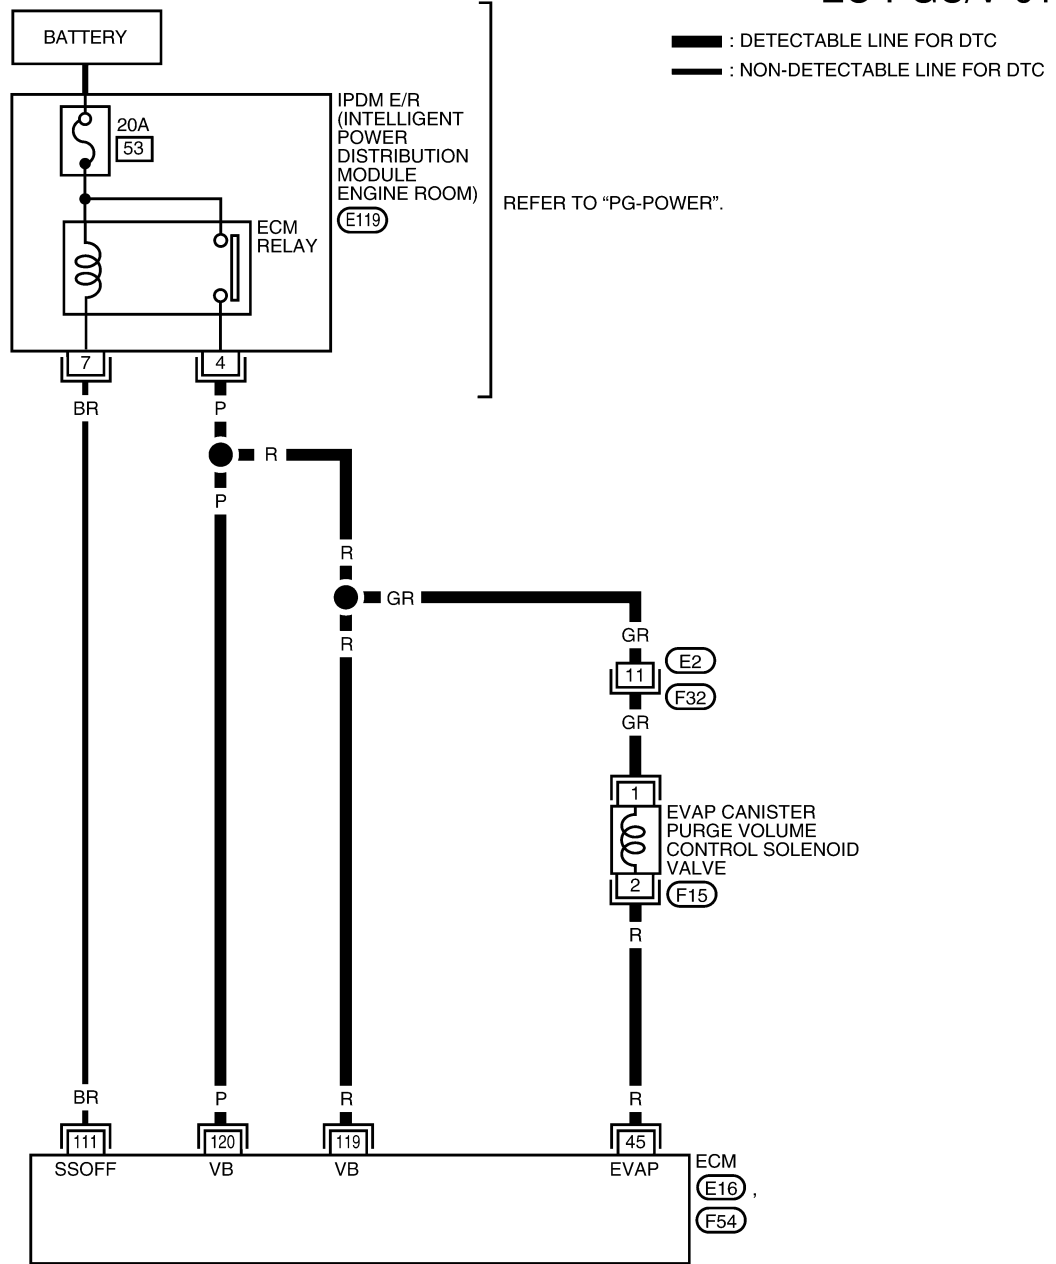 BATTERY
: DETECTABLE LINE FOR DTC
: NON-DETECTABLE LINE FOR DTC
20A
53
IPDM E/R
(INTELLIGENT
POWER
DISTRIBUTION
MODULE
ENGINE ROOM)
E119
REFER TO “PG-POWER”.
ECM
RELAY
7
4
BR
P
R
P
R
GR
R
GR
E2
11
F32
GR
1
EVAP CANISTER
PURGE VOLUME
CONTROL SOLENOID
VALVE
2
F15
R
BR
P
R
R
111
120
119
45
SSOFF
VB
VB
EVAP
ECM
E16 ,
F54